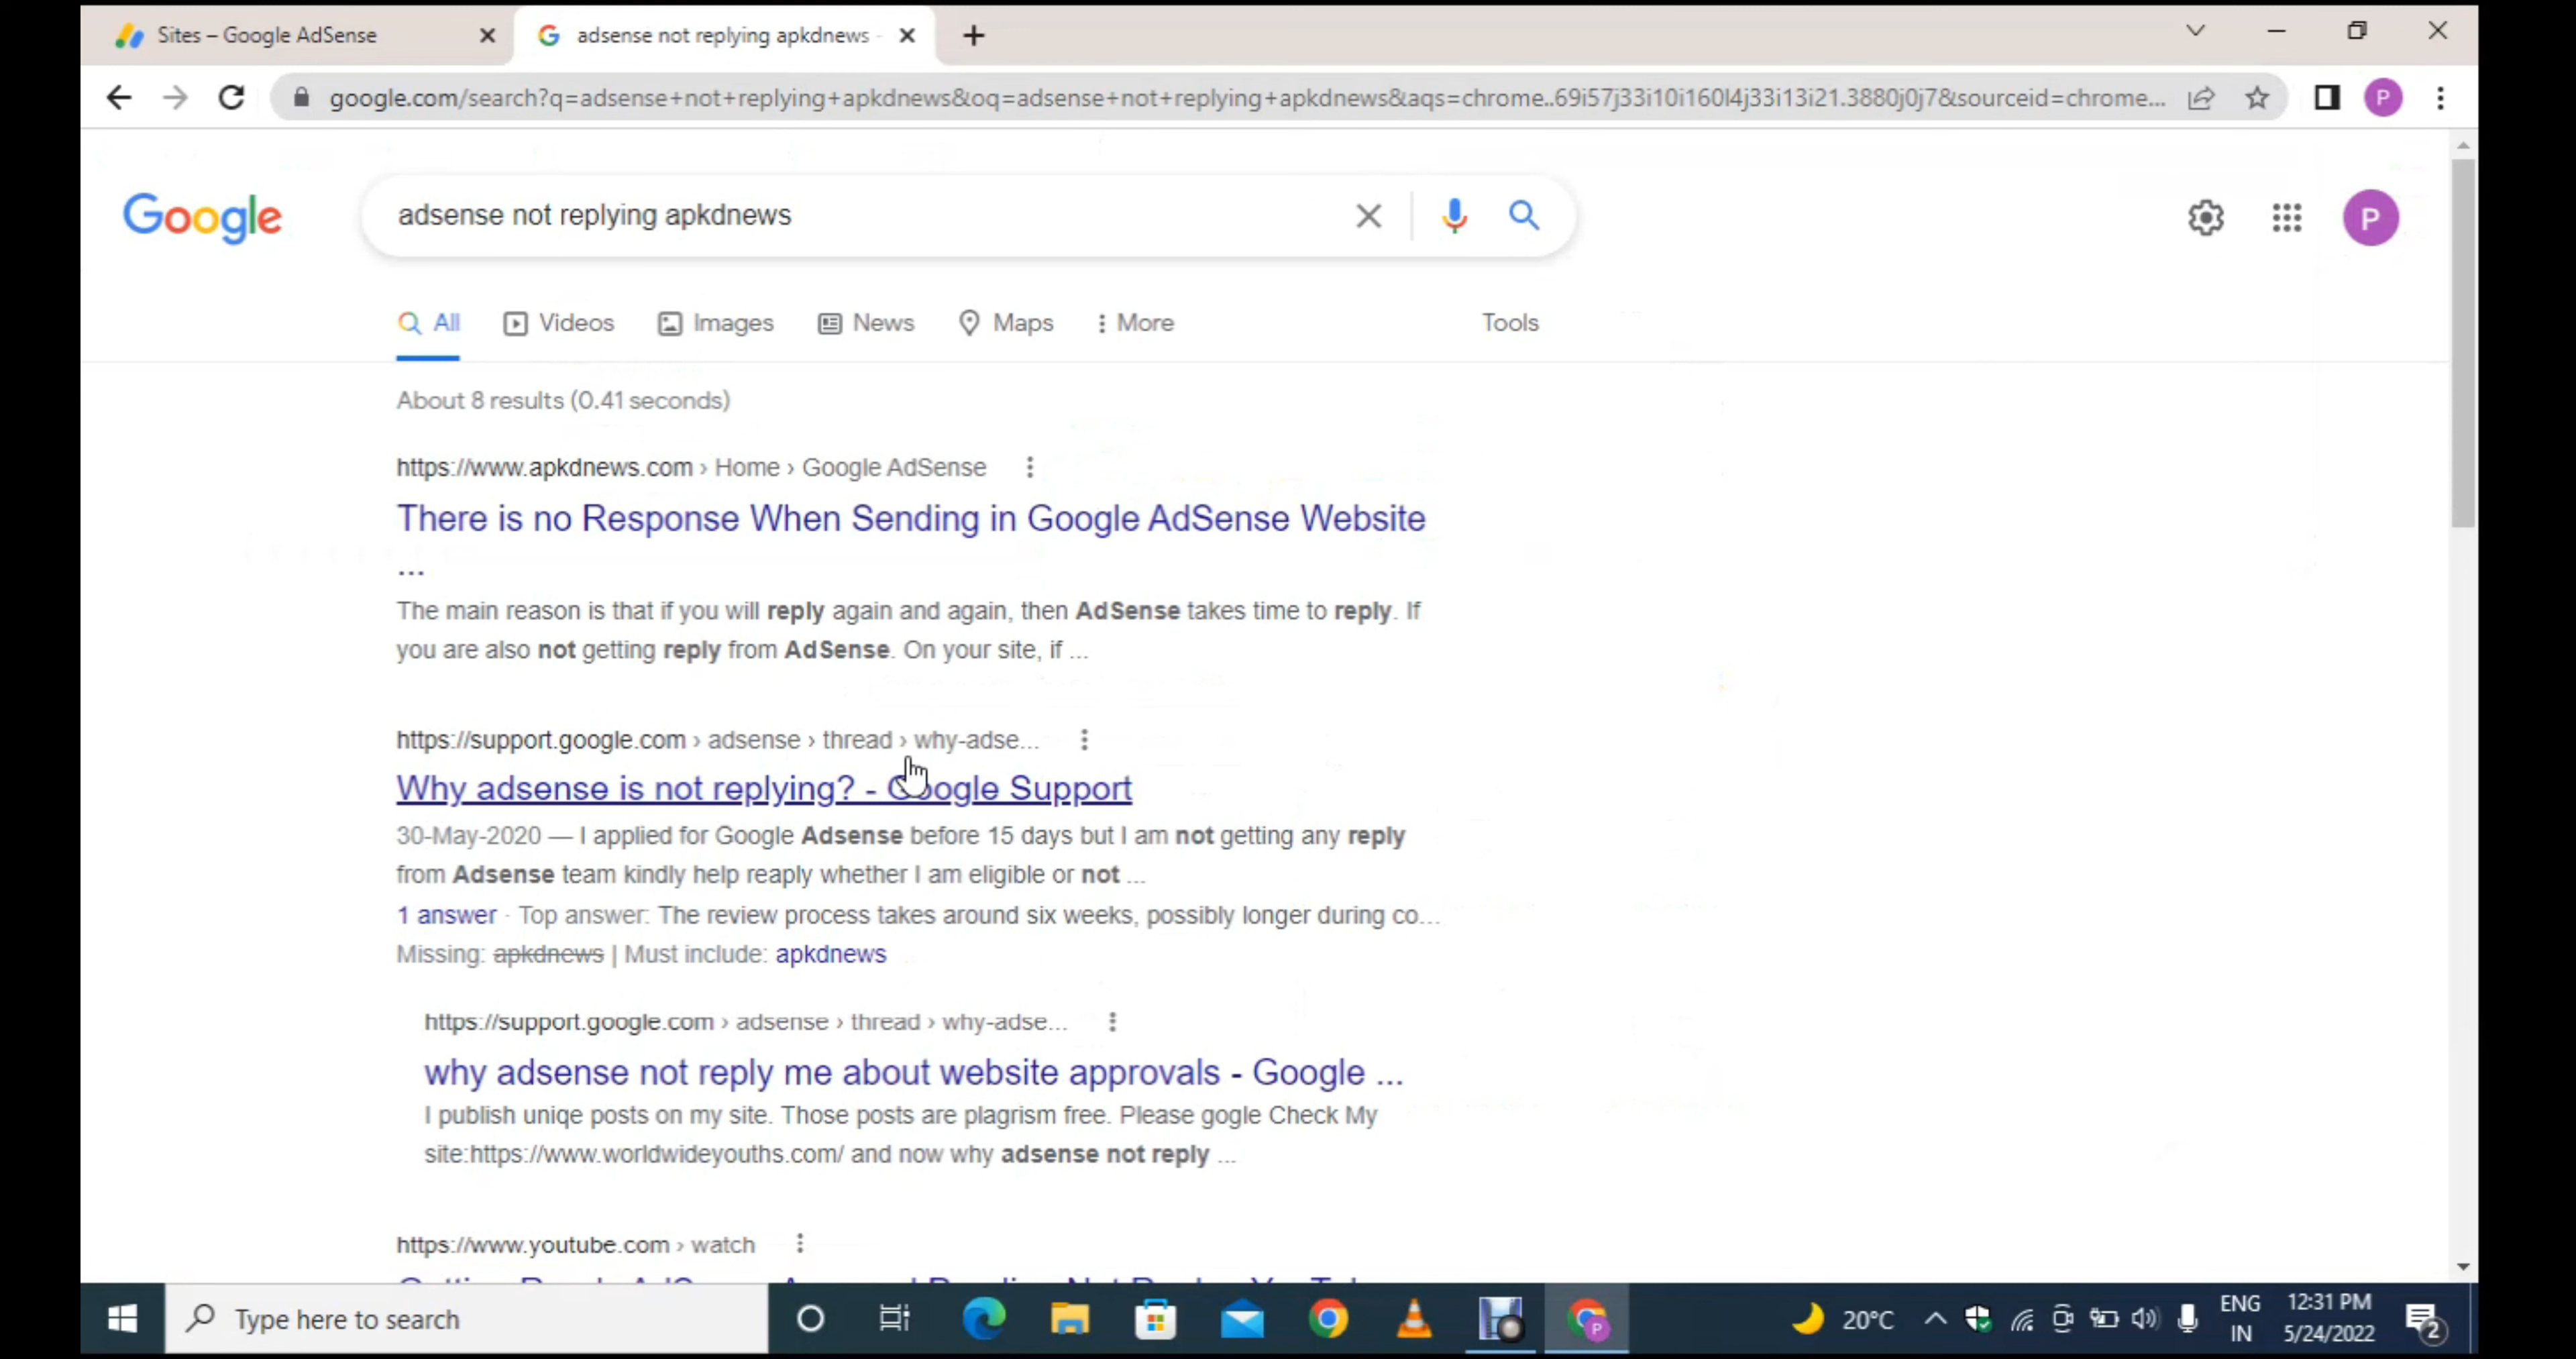 Sites – Google AdSense
adsense not replying apkdnews -
google.com/search?q=adsense+not+replying+apkdnews&oq=adsense+not+replying+apkdnews&aqs=chrome..69i57j33i10i160l4j33i13i21.3880j0j7&sourceid=chrome...
P
Google
adsense not replying apkdnews
P
All
Videos
Images
News
Maps
More
Tools
About 8 results (0.41 seconds)
https://www.apkdnews.com › Home › Google AdSense
There is no Response When Sending in Google AdSense Website
...
The main reason is that if you will reply again and again, then AdSense takes time to reply. If
you are also not getting reply from AdSense. On your site, if ...
https://support.google.com › adsense › thread › why-adse...
Why adsense is not replying? - Google Support
30-May-2020 — I applied for Google Adsense before 15 days but I am not getting any reply
from Adsense team kindly help reaply whether I am eligible or not ...
1 answer · Top answer: The review process takes around six weeks, possibly longer during co...
Missing: apkdnews | Must include: apkdnews
https://support.google.com › adsense › thread › why-adse...
why adsense not reply me about website approvals - Google ...
I publish uniqe posts on my site. Those posts are plagrism free. Please gogle Check My
site:https://www.worldwideyouths.com/ and now why adsense not reply ...
https://www.youtube.com › watch
Type here to search
P
20°C
ENG
IN
12:31 PM
5/24/2022
2